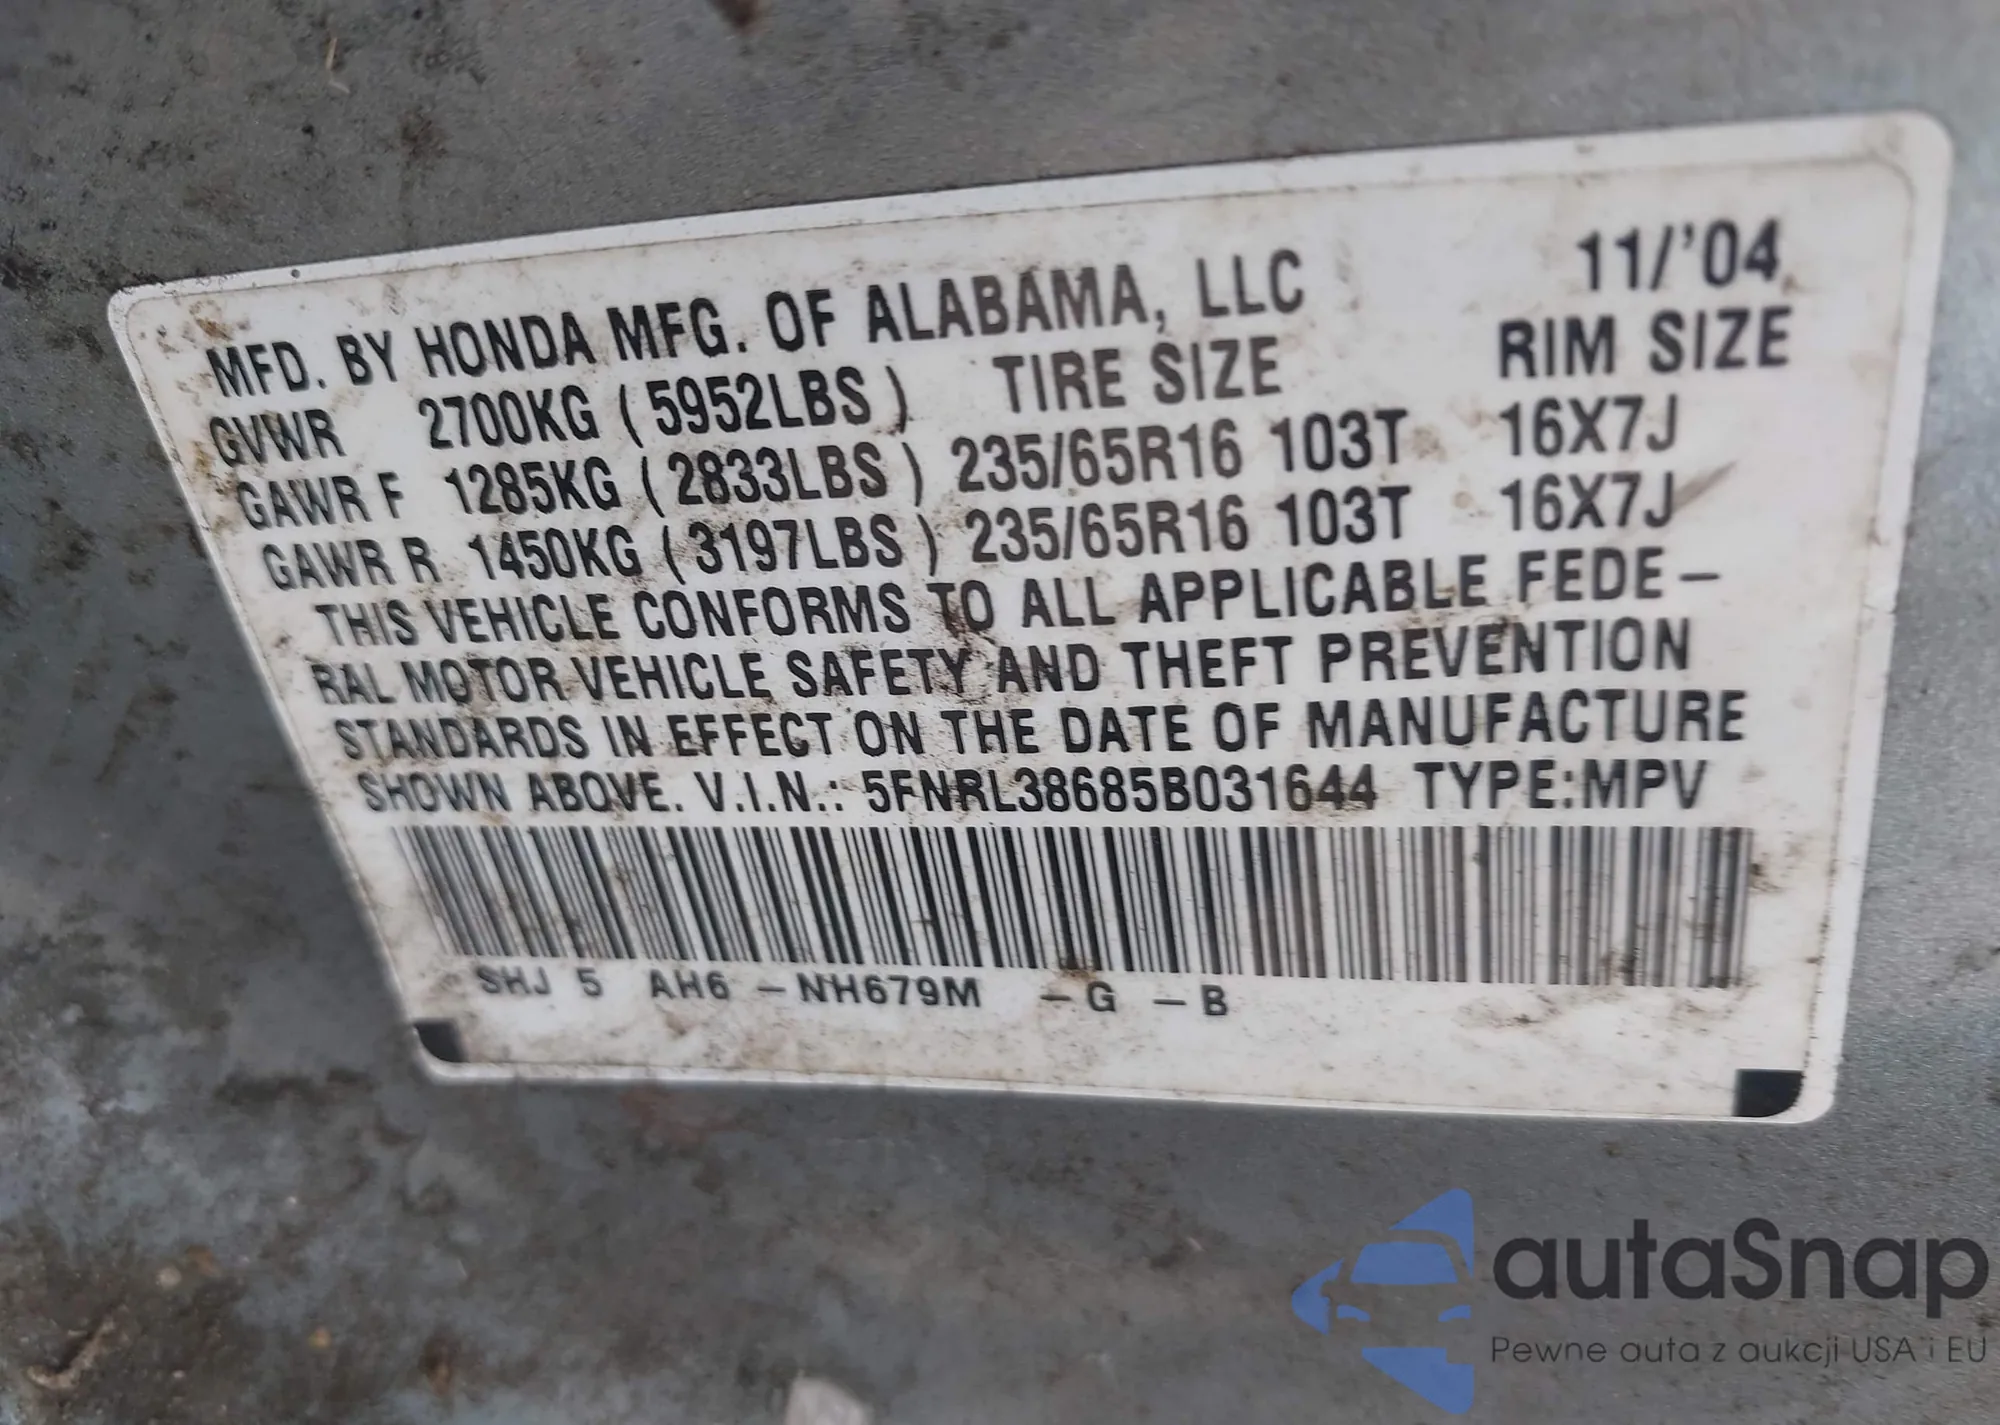 MFD. BY HONDA MFG. OF ALABAMA, LLC 11/'04
GVWR 2700KG ( 5952LBS ) TIRE SIZE RIM SIZE
GAWR F 1285KG ( 2833LBS ) 235/65R16 103T 16X7J
GAWR R 1450KG ( 3197LBS ) 235/65R16 103T 16X7J
THIS VEHICLE CONFORMS TO ALL APPLICABLE FEDE–
RAL MOTOR VEHICLE SAFETY AND THEFT PREVENTION
STANDARDS IN EFFECT ON THE DATE OF MANUFACTURE
SHOWN ABOVE. V.I.N.: 5FNRL38685B031644 TYPE:MPV
SHJ 5 AH6 – NH679M – G – B
autaSnap
Pewne auta z aukcji USA i EU